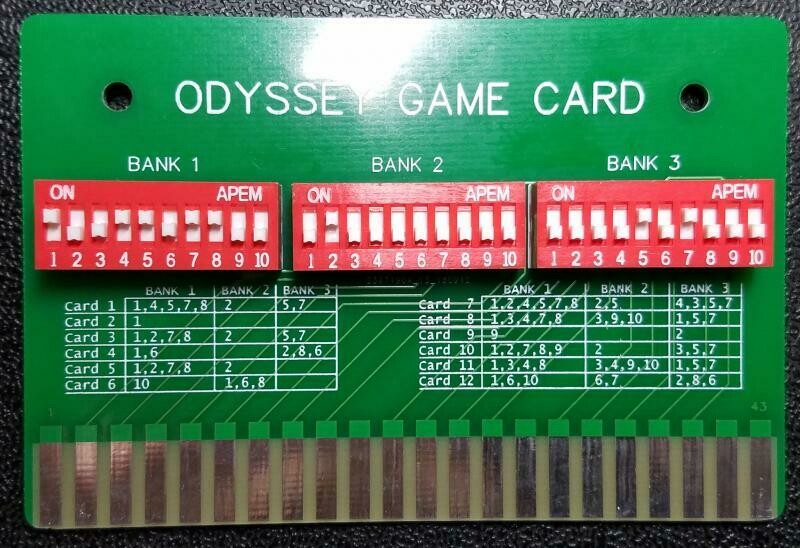 ODYSSEY GAME CARD
BANK 1 BANK 2 BANK 3
ON APEM ON APEM ON APEM
1 2 3 4 5 6 7 8 9 10 1 2 3 4 5 6 7 8 9 10 1 2 3 4 5 6 7 8 9 10
BANK 1 BANK 2 BANK 3
Card 1 1,4,5,7,8 2 5,7
Card 2 1
Card 3 1,2,7,8 2 5,7
Card 4 1,6 2,8,6
Card 5 1,2,7,8 2
Card 6 10 1,6,8
BANK 1 BANK 2 BANK 3
Card 7 1,2,4,5,7,8 2,5. 4,3,5,7
Card 8 1,3,4,7,8 3,9,10 1,5,7
Card 9 9 2
Card 10 1,2,7,8,9 2 3,5,7
Card 11 1,3,4,8 3,4,9,10 1,5,7
Card 12 1,6,10 6,7 2,8,6
1 43